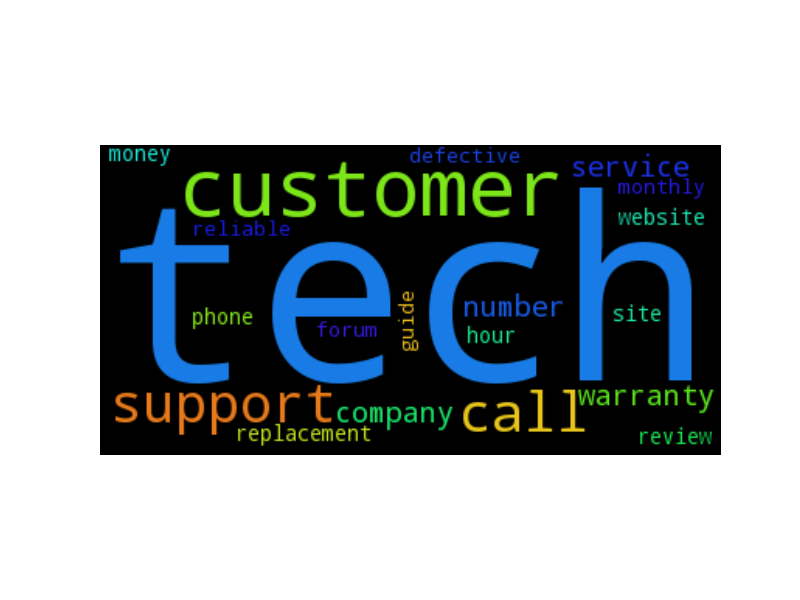 money
defective
service
customer
monthly
website
reliable
tech
guide
number
phone
site
forum
hour
support
company
call
warranty
replacement
review